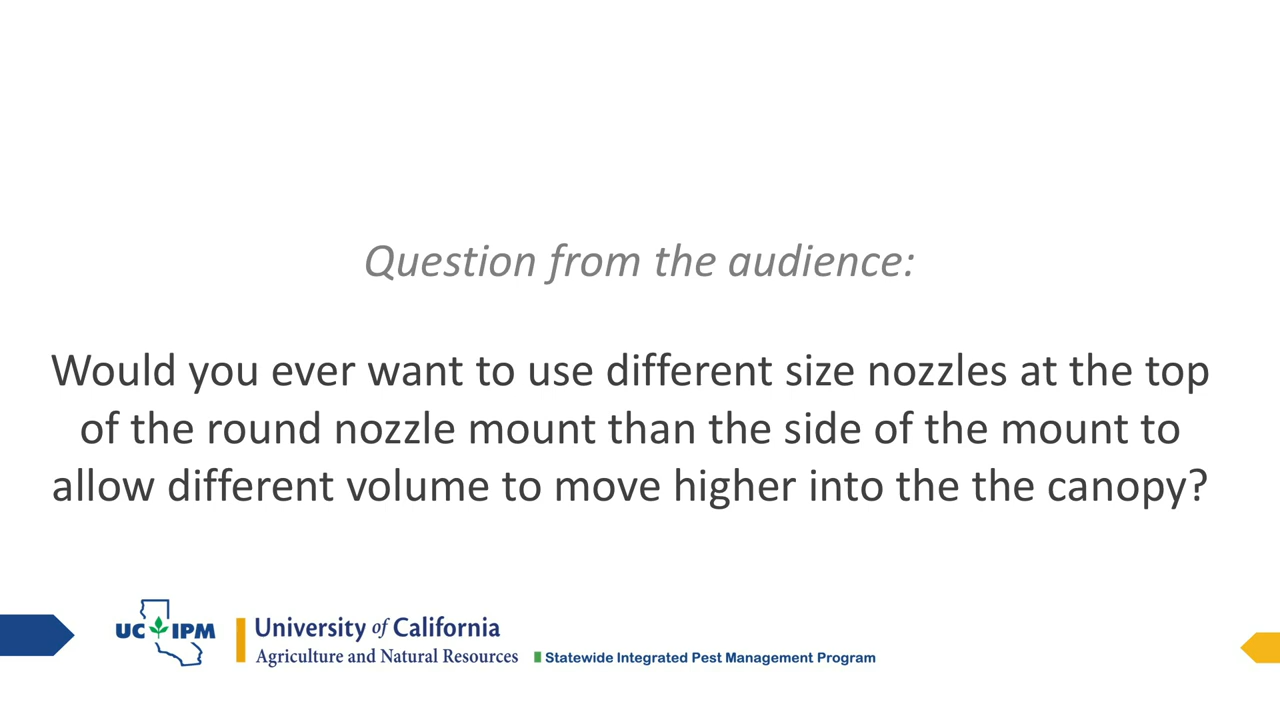 Question from the audience:
Would you ever want to use different size nozzles at the top
of the round nozzle mount than the side of the mount to
allow different volume to move higher into the the canopy?
UC IPM
University of California
Agriculture and Natural Resources
Statewide Integrated Pest Management Program